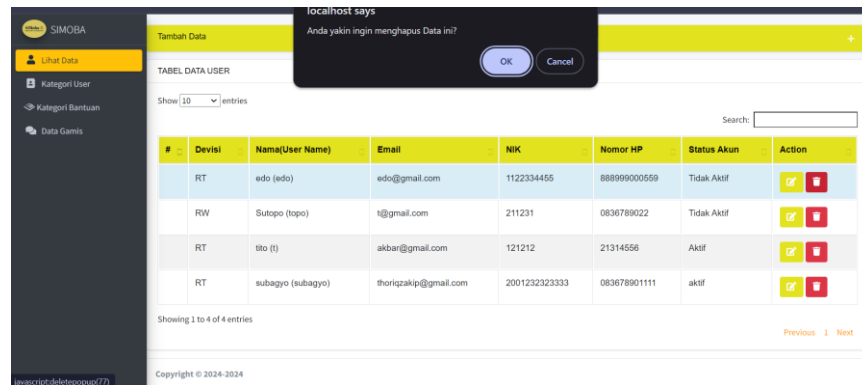 localhost says
Anda yakin ingin menghapus Data ini?
OK Cancel
SIMOBA
Lihat Data
Kategori User
Kategori Bantuan
Data Gamis
Tambah Data +
TABEL DATA USER
Show 10 entries
Search:
# Devisi Nama(User Name) Email NIK Nomor HP Status Akun Action
RT edo (edo) edo@gmail.com 1122334455 888999000559 Tidak Aktif
RW Sutopo (topo) t@gmail.com 211231 0836789022 Tidak Aktif
RT tito (t) akbar@gmail.com 121212 21314556 Aktif
RT subagyo (subagyo) thoriqzakip@gmail.com 2001232323333 083678901111 aktif
Showing 1 to 4 of 4 entries
Previous 1 Next
Copyright © 2024-2024
javascript:deletepopup(77)